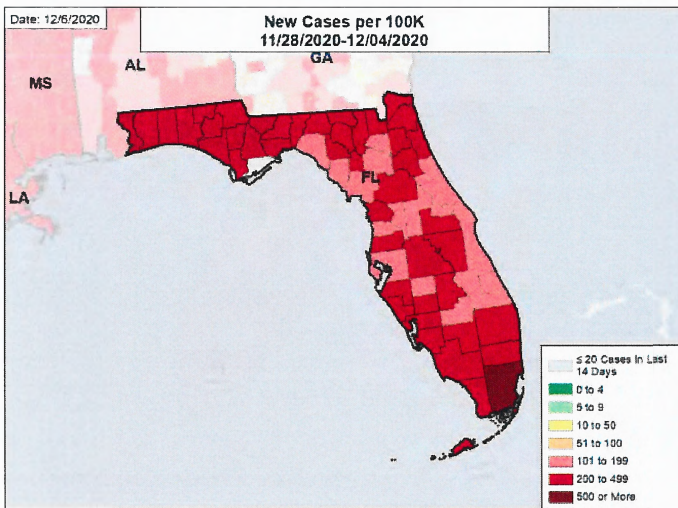 Date: 12/6/2020
New Cases per 100K
11/28/2020-12/04/2020
MS
AL
GA
LA
FL
≤ 20 Cases In Last
14 Days
0 to 4
5 to 9
10 to 50
51 to 100
101 to 199
200 to 499
500 or More